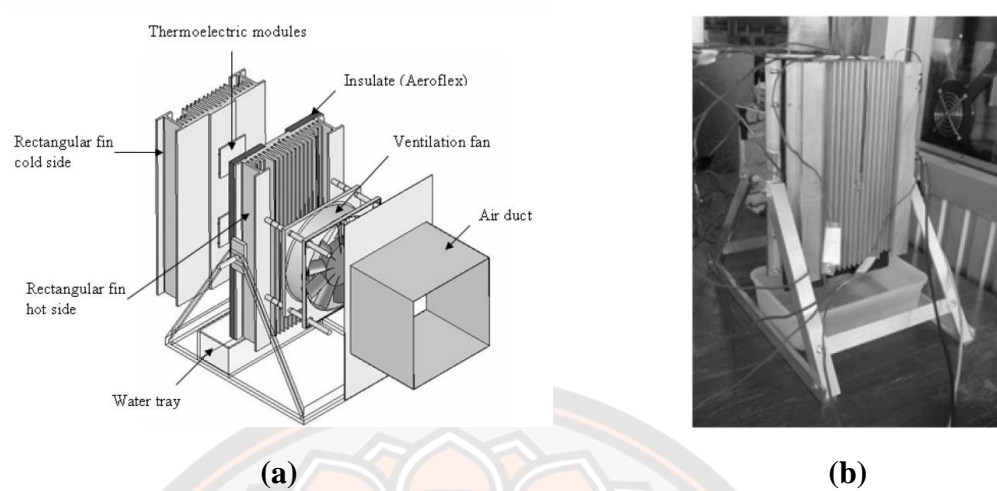 Thermoelectric modules
Insulate (Aeroflex)
Rectangular fin
cold side
Ventilation fan
Air duct
Rectangular fin
hot side
Water tray
(a)
(b)